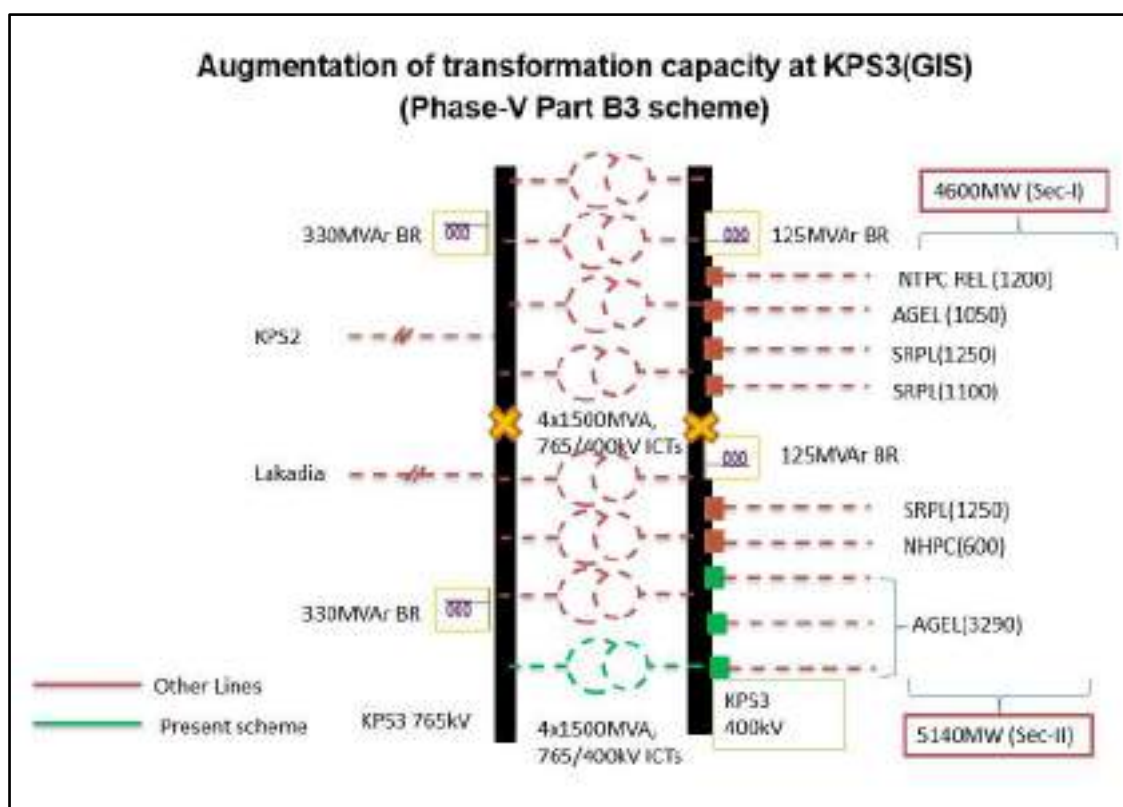 Augmentation of transformation capacity at KPS3(GIS)
(Phase-V Part B3 scheme)
4600MW (Sec-I)
330MVAr BR
125MVAr BR
NTPC REL (1200)
AGEL (1050)
KPS2
SRPL(1250)
SRPL(1100)
4x1500MVA,
765/400kV ICTs
125MVAr BR
Lakadia
SRPL(1250)
NHPC(600)
330MVAr BR
AGEL(3290)
Other Lines
Present scheme
KPS3 765kV
4x1500MVA,
765/400kV ICTs
KPS3
400kV
5140MW (Sec-II)